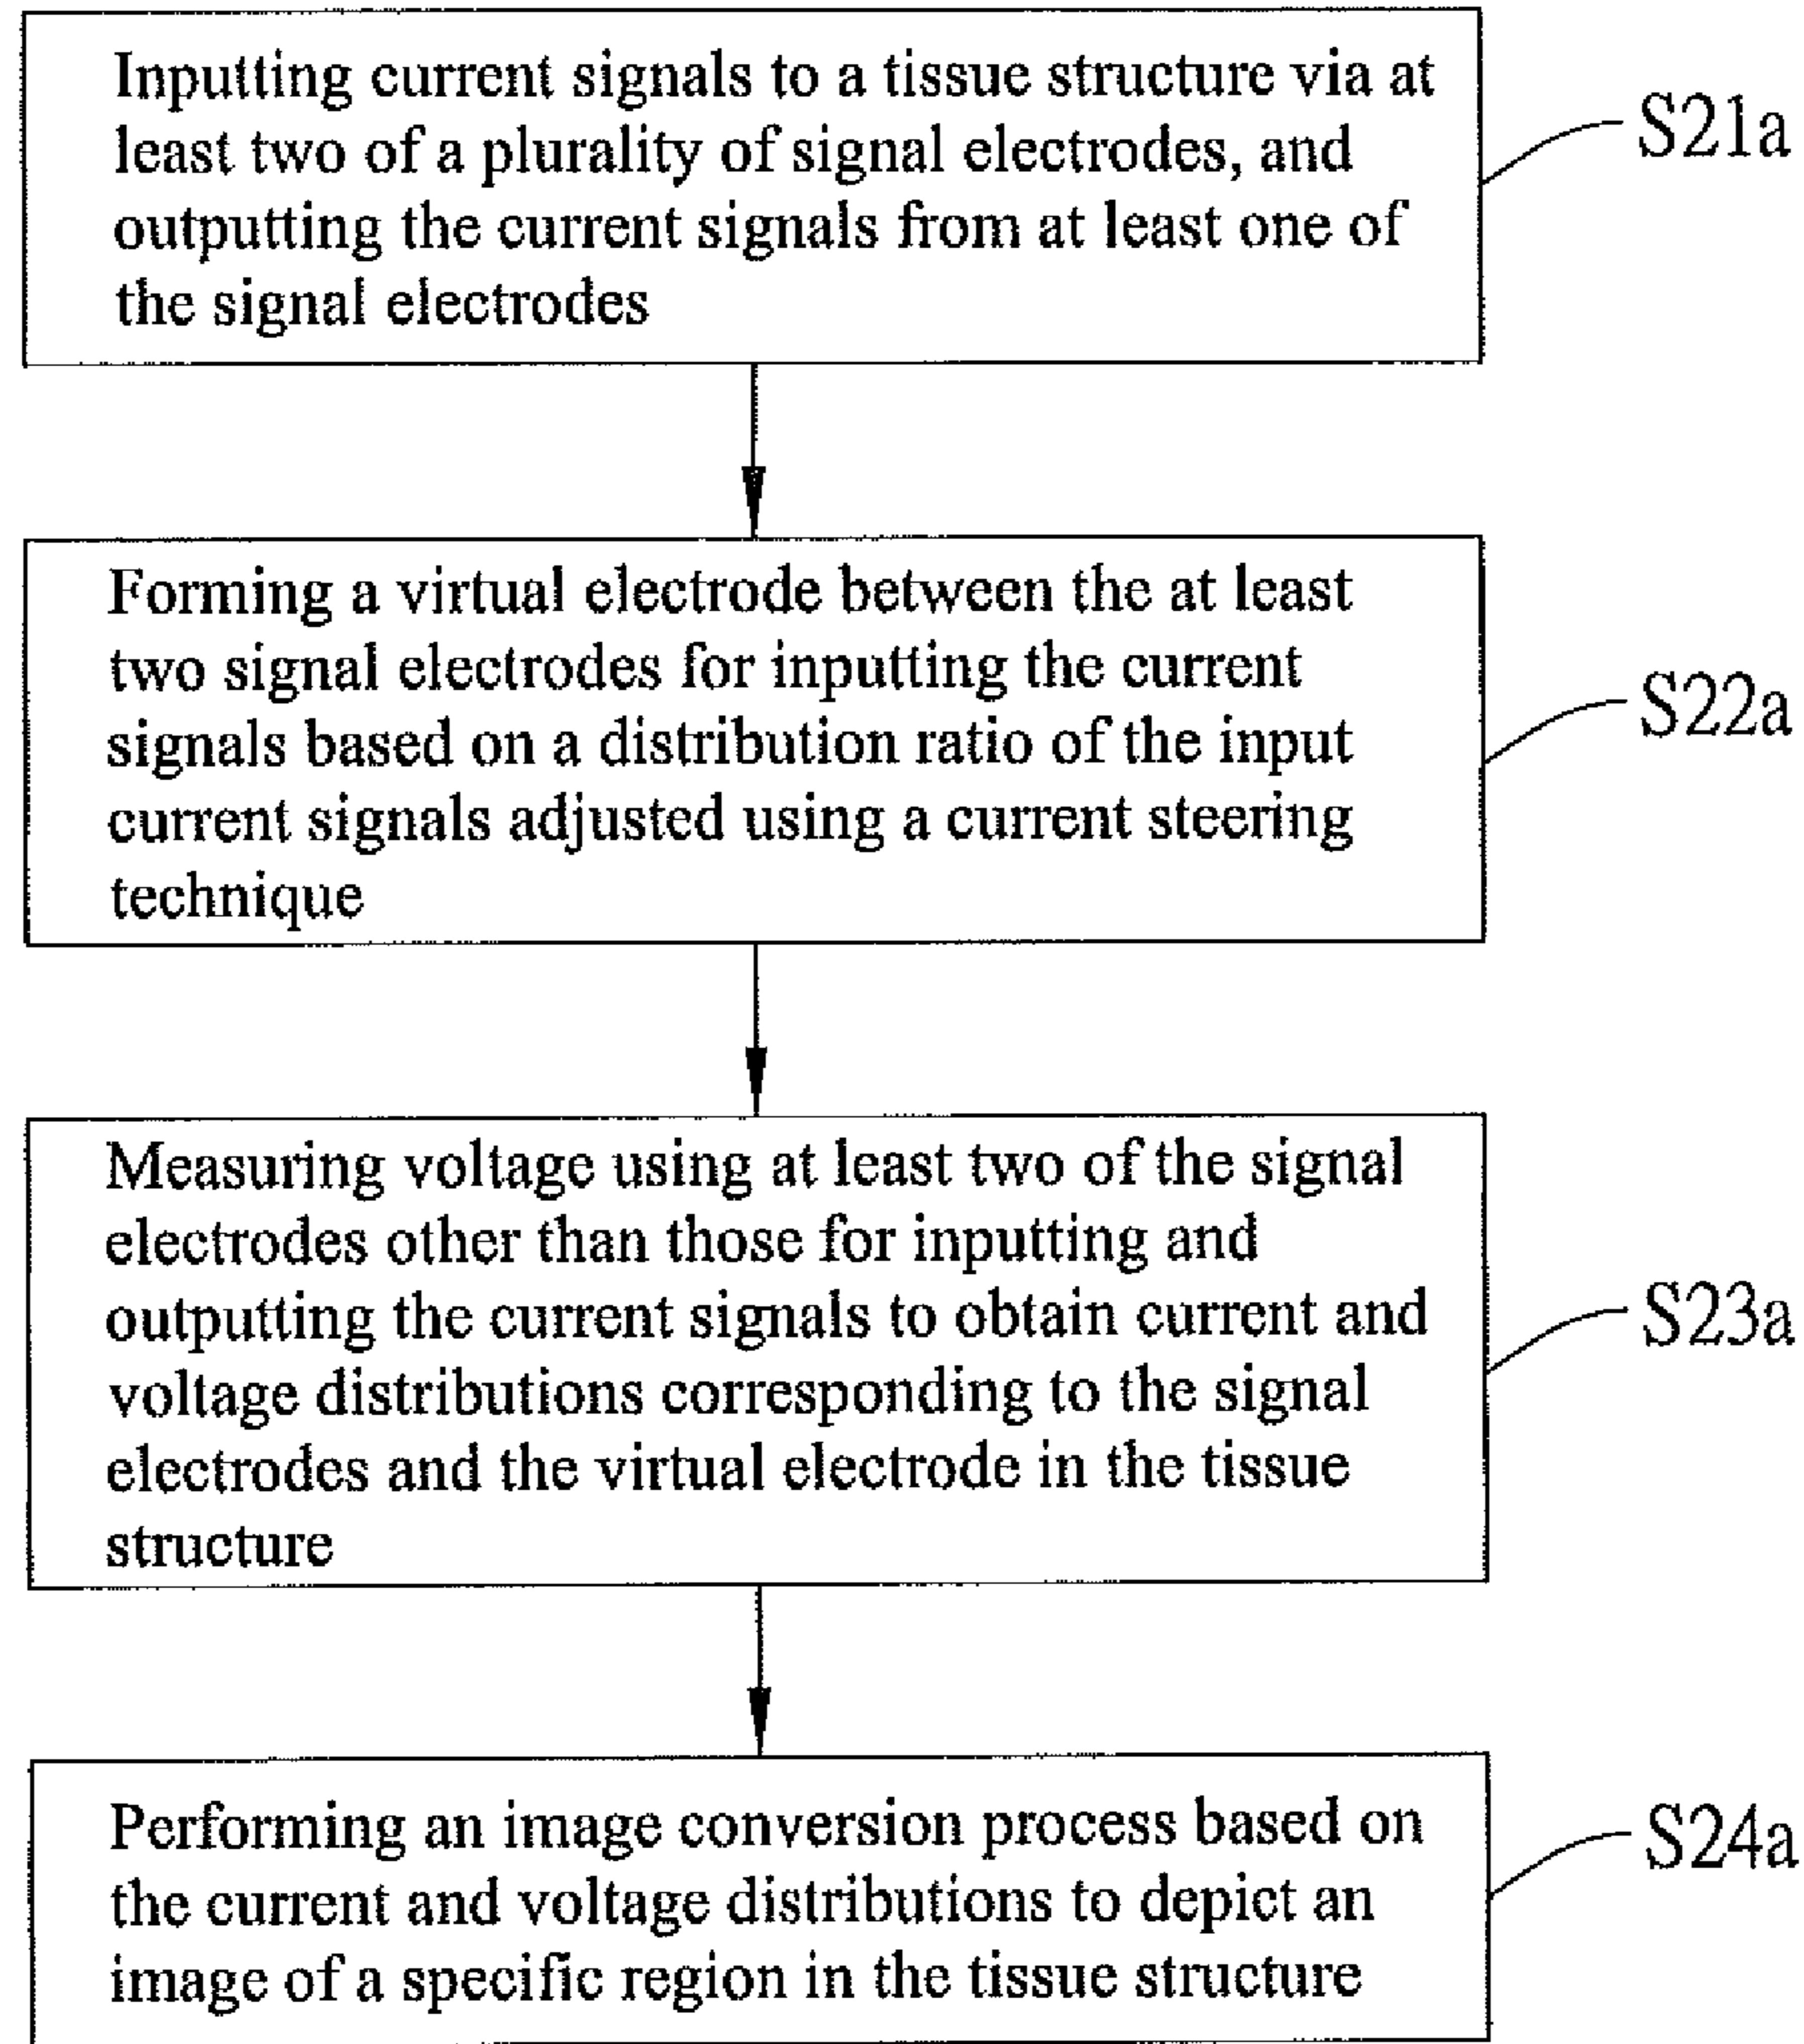 Inputting current signals to a tissue structure via at
least two of a plurality of signal electrodes, and
outputting the current signals from at least one of
the signal electrodes
S21a
Forming a virtual electrode between the at least
two signal electrodes for inputting the current
signals based on a distribution ratio of the input
current signals adjusted using a current steering
technique
S22a
Measuring voltage using at least two of the signal
electrodes other than those for inputting and
outputting the current signals to obtain current and
voltage distributions corresponding to the signal
electrodes and the virtual electrode in the tissue
structure
S23a
Performing an image conversion process based on
the current and voltage distributions to depict an
image of a specific region in the tissue structure
S24a